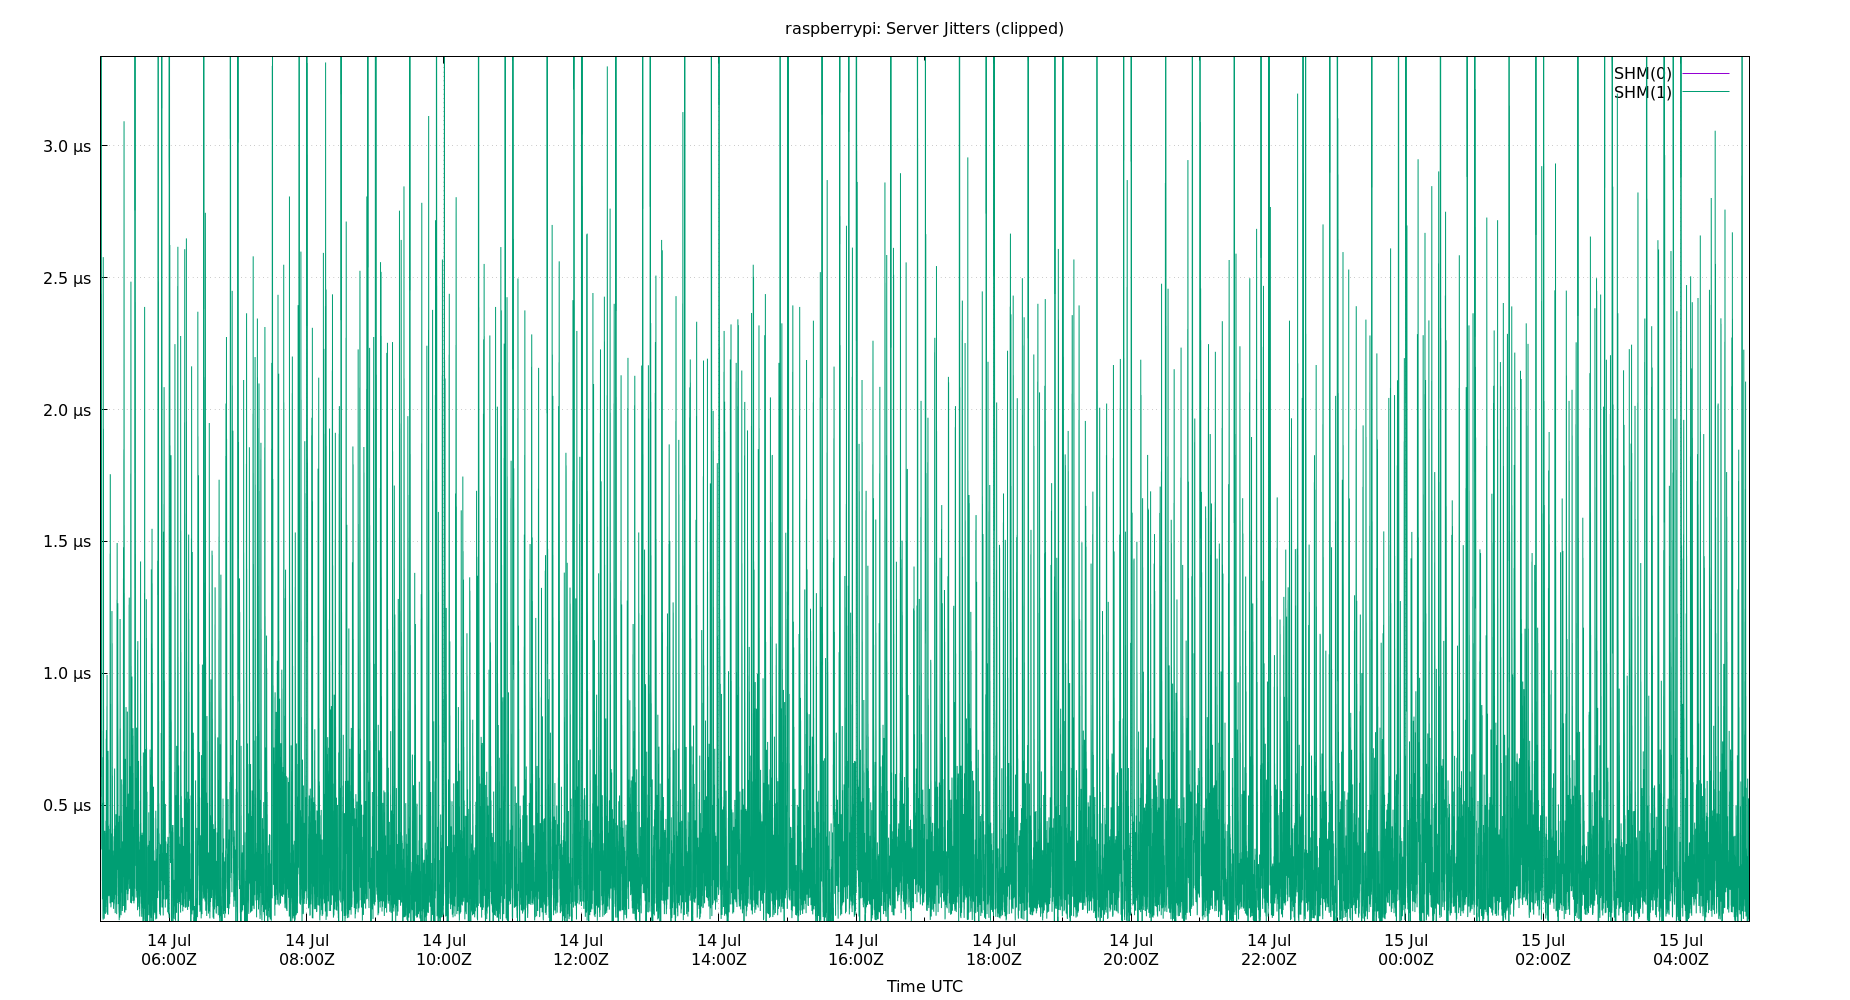 raspberrypi: Server Jitters (clipped)
SHM(0)
SHM(1)
3.0 µs
2.5 µs
2.0 µs
1.5 µs
1.0 µs
0.5 µs
14 Jul 14 Jul 14 Jul 14 Jul 14 Jul 14 Jul 14 Jul 14 Jul 14 Jul 15 Jul 15 Jul 15 Jul
06:00Z 08:00Z 10:00Z 12:00Z 14:00Z 16:00Z 18:00Z 20:00Z 22:00Z 00:00Z 02:00Z 04:00Z
Time UTC